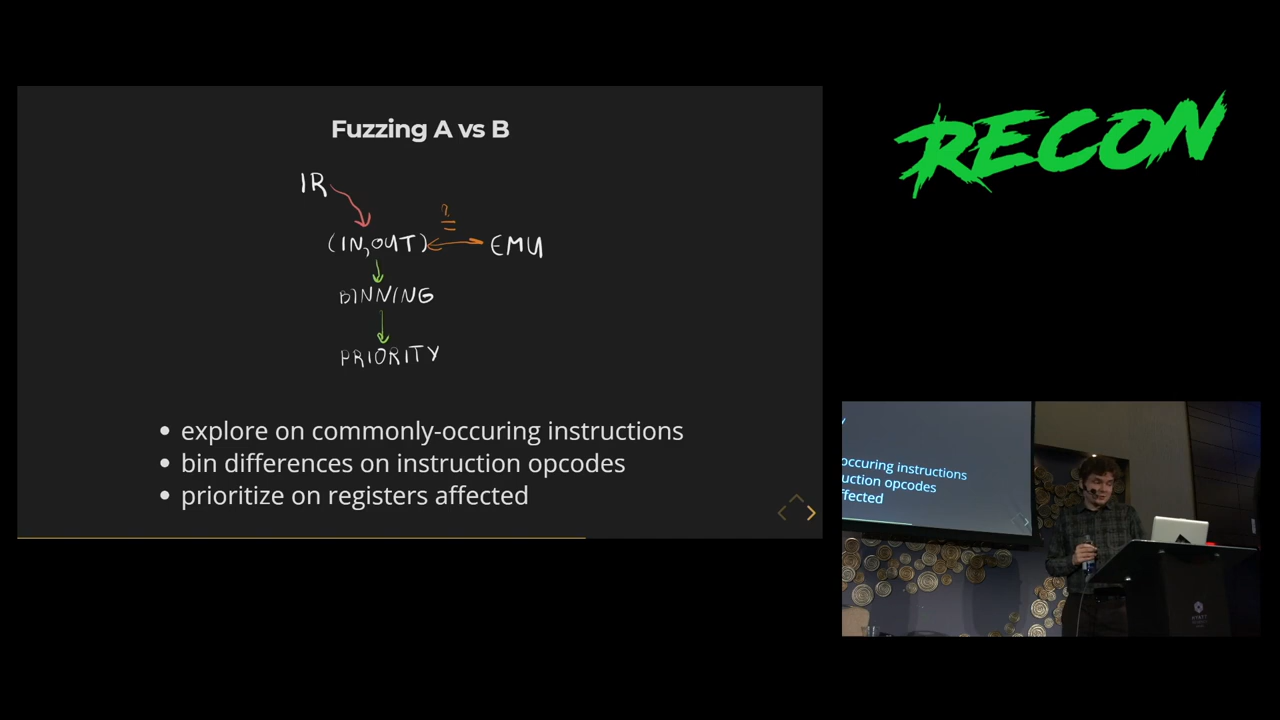 Fuzzing A vs B
IR
?
=
(IN,OUT)
EMU
BINNING
PRIORITY
explore on commonly-occuring instructions
bin differences on instruction opcodes
prioritize on registers affected
RECON
occuring instructions
uction opcodes
ffected
HYATT